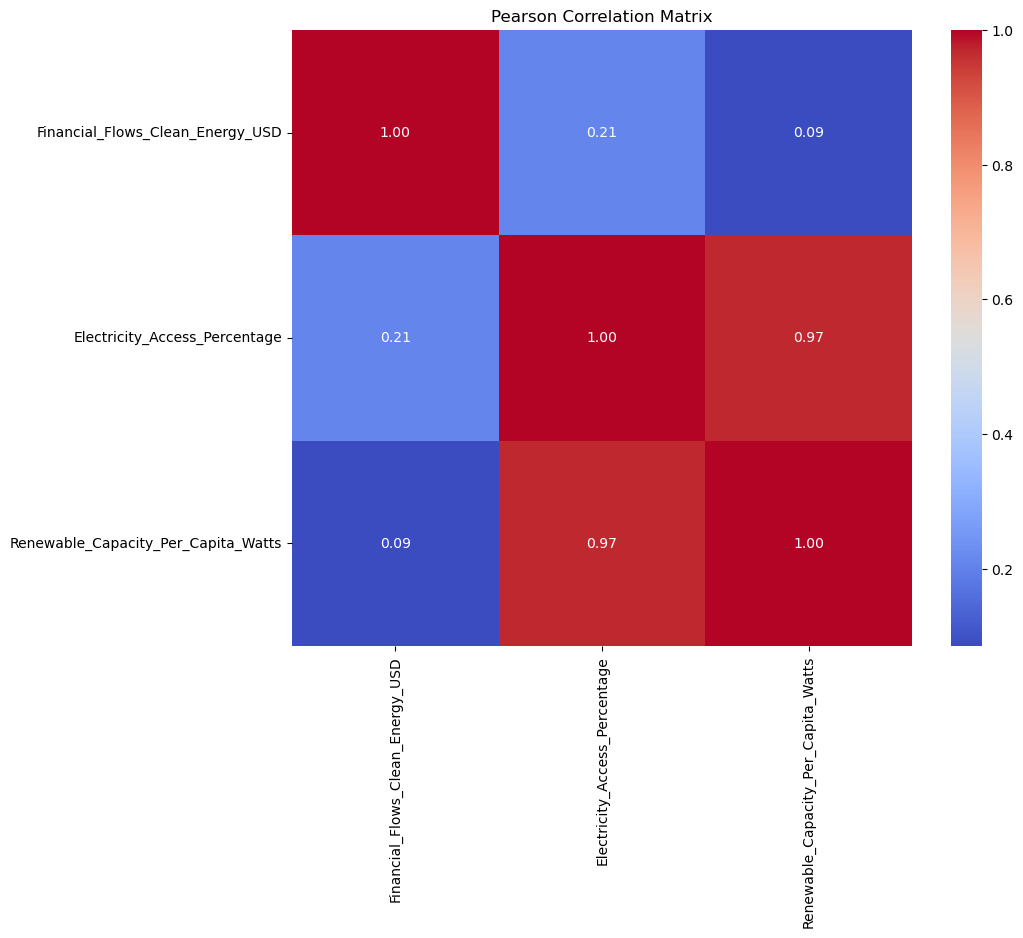 Pearson Correlation Matrix
Financial_Flows_Clean_Energy_USD
1.00 0.21 0.09
Electricity_Access_Percentage
0.21 1.00 0.97
Renewable_Capacity_Per_Capita_Watts
0.09 0.97 1.00
Financial_Flows_Clean_Energy_USD
Electricity_Access_Percentage
Renewable_Capacity_Per_Capita_Watts
1.0
0.8
0.6
0.4
0.2